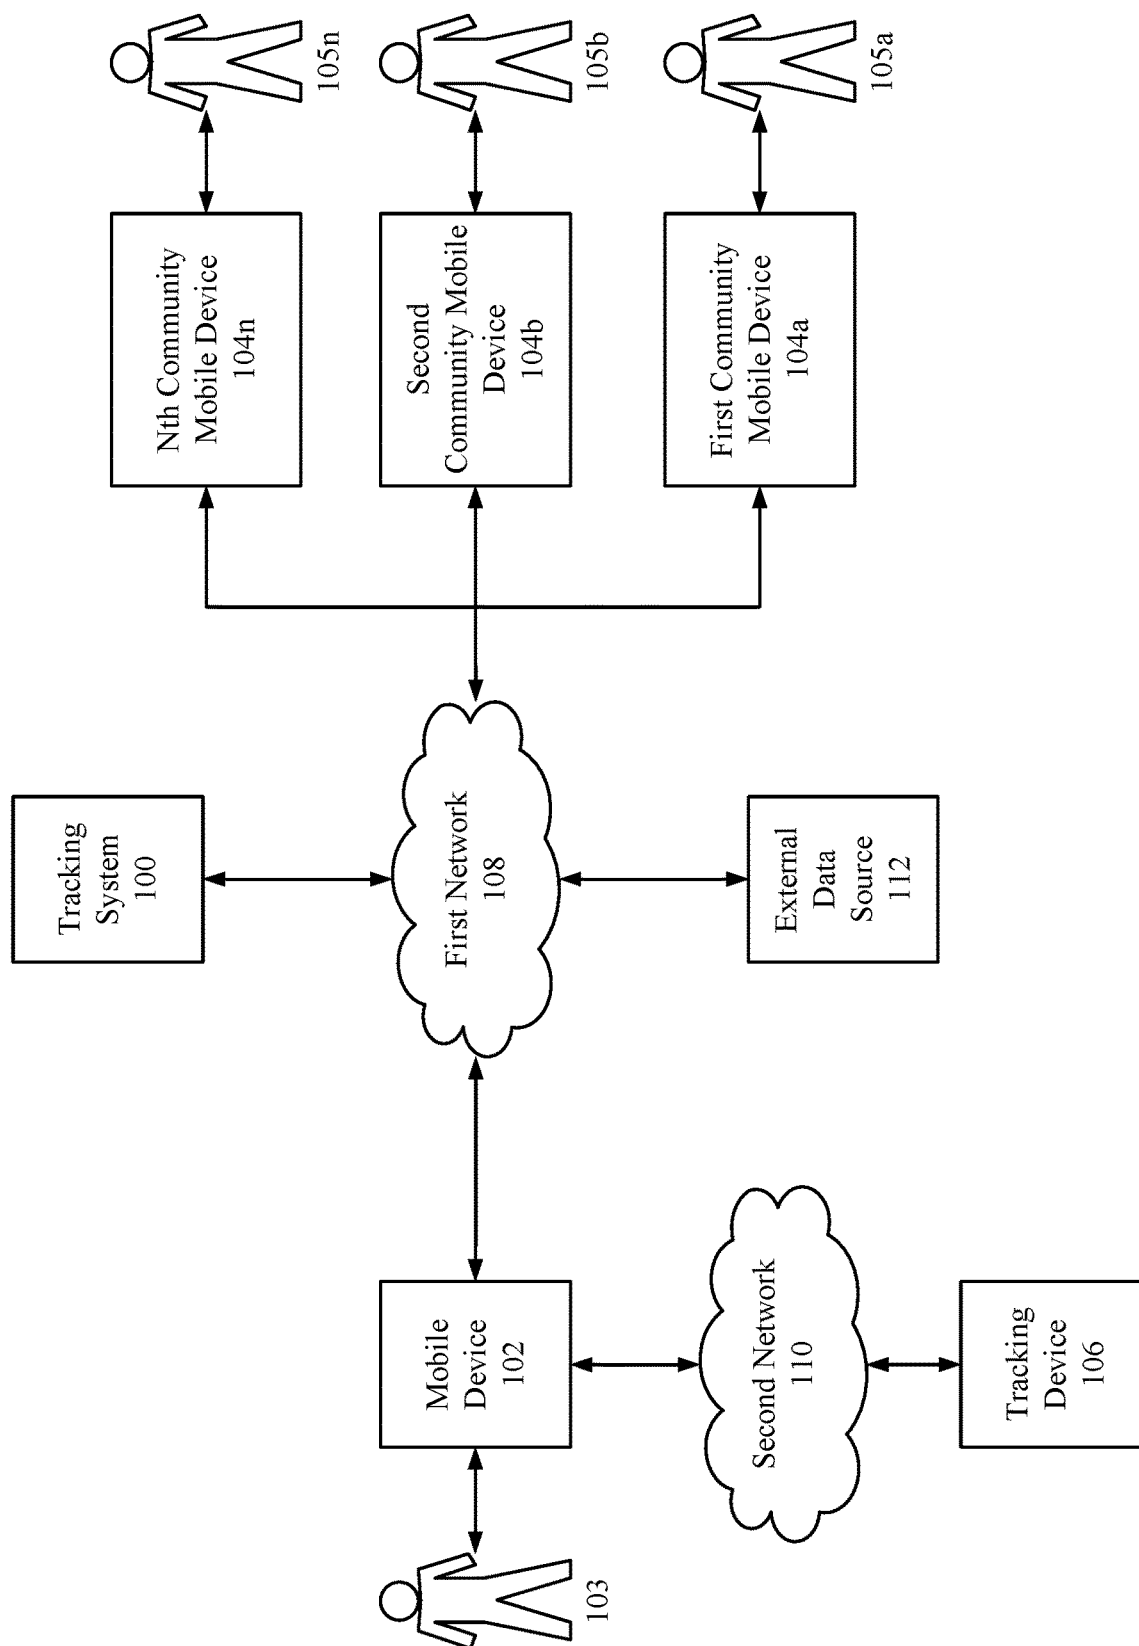 Tracking
System
100
103
Mobile
Device
102
First Network
108
Nth Community
Mobile Device
104n
105n
Second
Community Mobile
Device
104b
105b
First Community
Mobile Device
104a
105a
Second Network
110
External
Data
Source
112
Tracking
Device
106